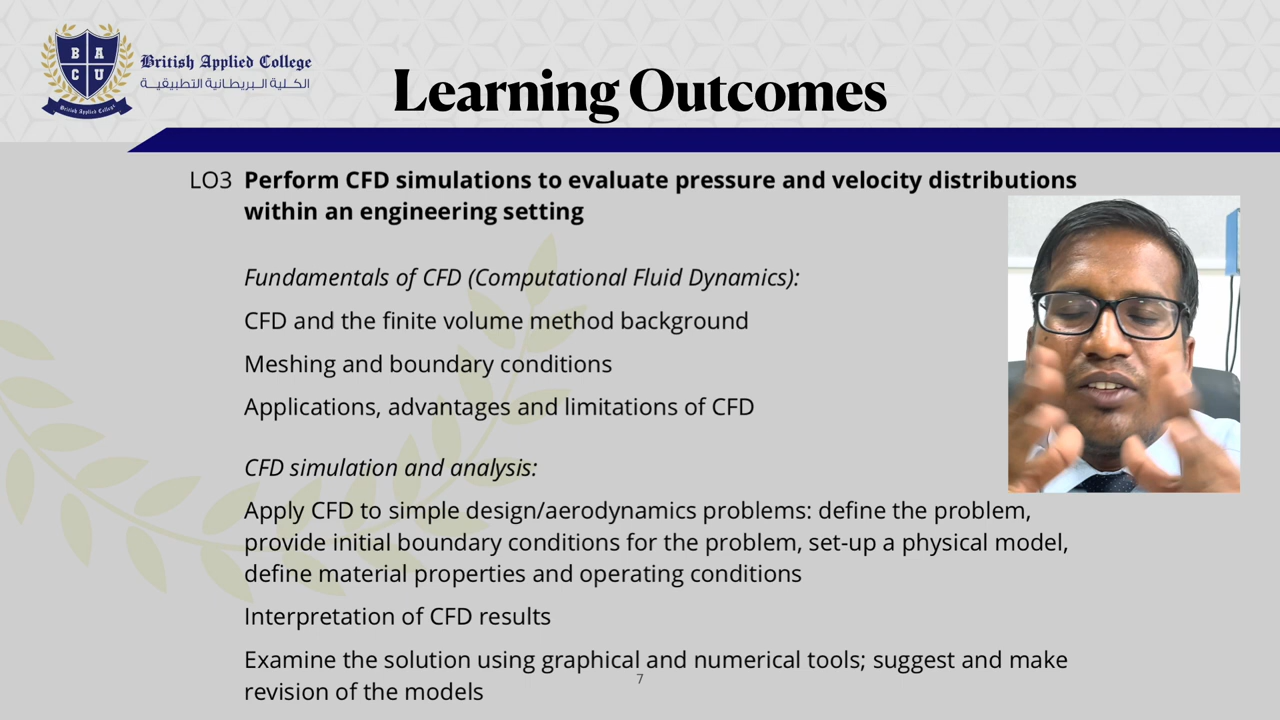 B A
C U
British Applied College
British Applied College
الكلية البريطانية التطبيقية
Learning Outcomes
LO3 Perform CFD simulations to evaluate pressure and velocity distributions
within an engineering setting
Fundamentals of CFD (Computational Fluid Dynamics):
CFD and the finite volume method background
Meshing and boundary conditions
Applications, advantages and limitations of CFD
CFD simulation and analysis:
Apply CFD to simple design/aerodynamics problems: define the problem,
provide initial boundary conditions for the problem, set-up a physical model,
define material properties and operating conditions
Interpretation of CFD results
Examine the solution using graphical and numerical tools; suggest and make
revision of the models
7